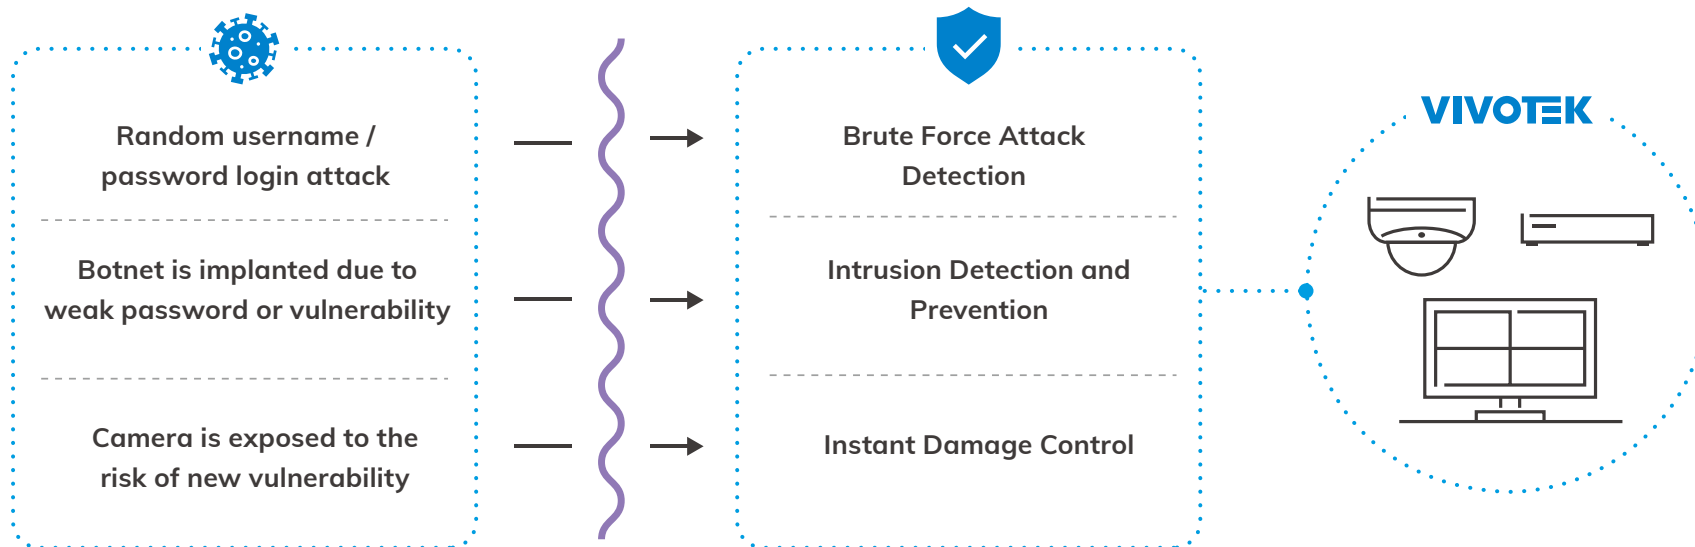 Random username /
password login attack
Botnet is implanted due to
weak password or vulnerability
Camera is exposed to the
risk of new vulnerability
Brute Force Attack
Detection
Intrusion Detection and
Prevention
Instant Damage Control
VIVOTEK